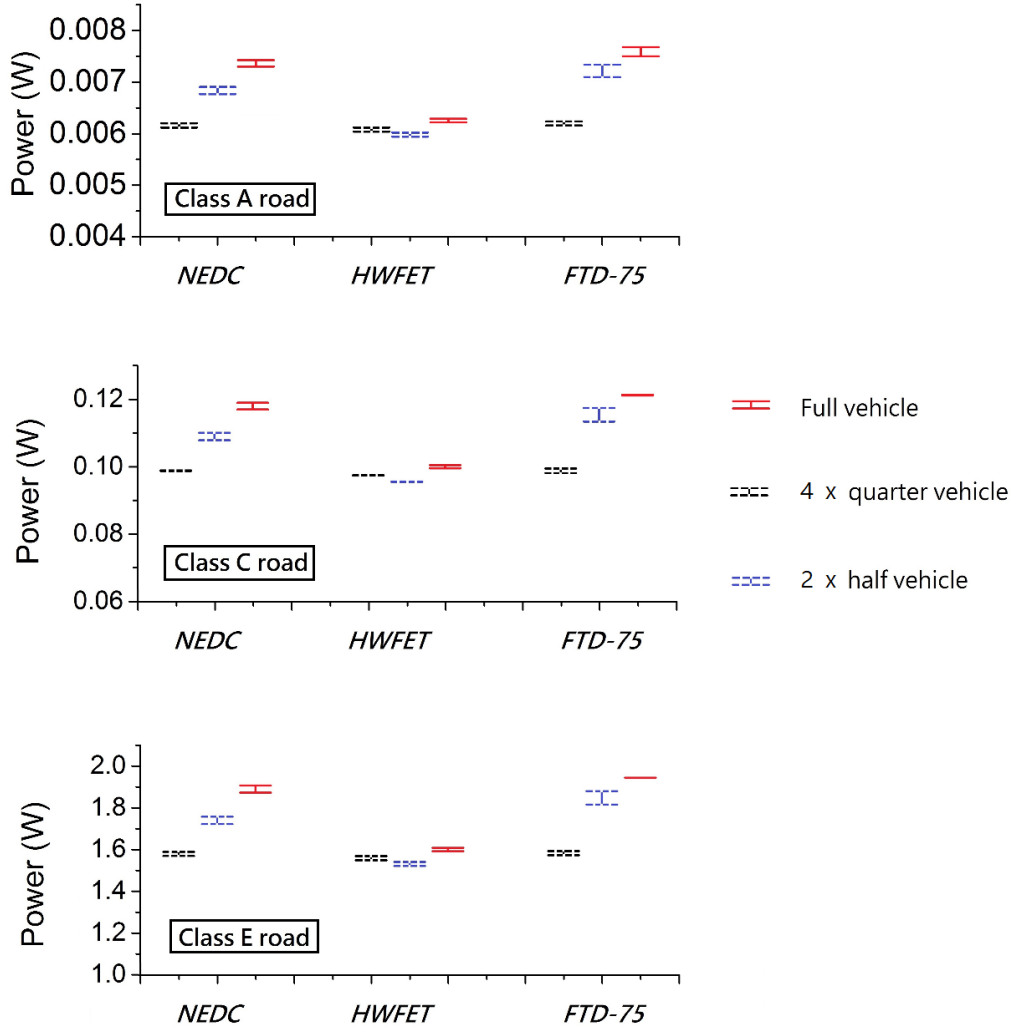 Power (W)
0.008
0.007
0.006
0.005
0.004
Class A road
NEDC
HWFET
FTD-75
Power (W)
0.12
0.10
0.08
0.06
Class C road
NEDC
HWFET
FTD-75
Full vehicle
4 x quarter vehicle
2 x half vehicle
Power (W)
2.0
1.8
1.6
1.4
1.2
1.0
Class E road
NEDC
HWFET
FTD-75